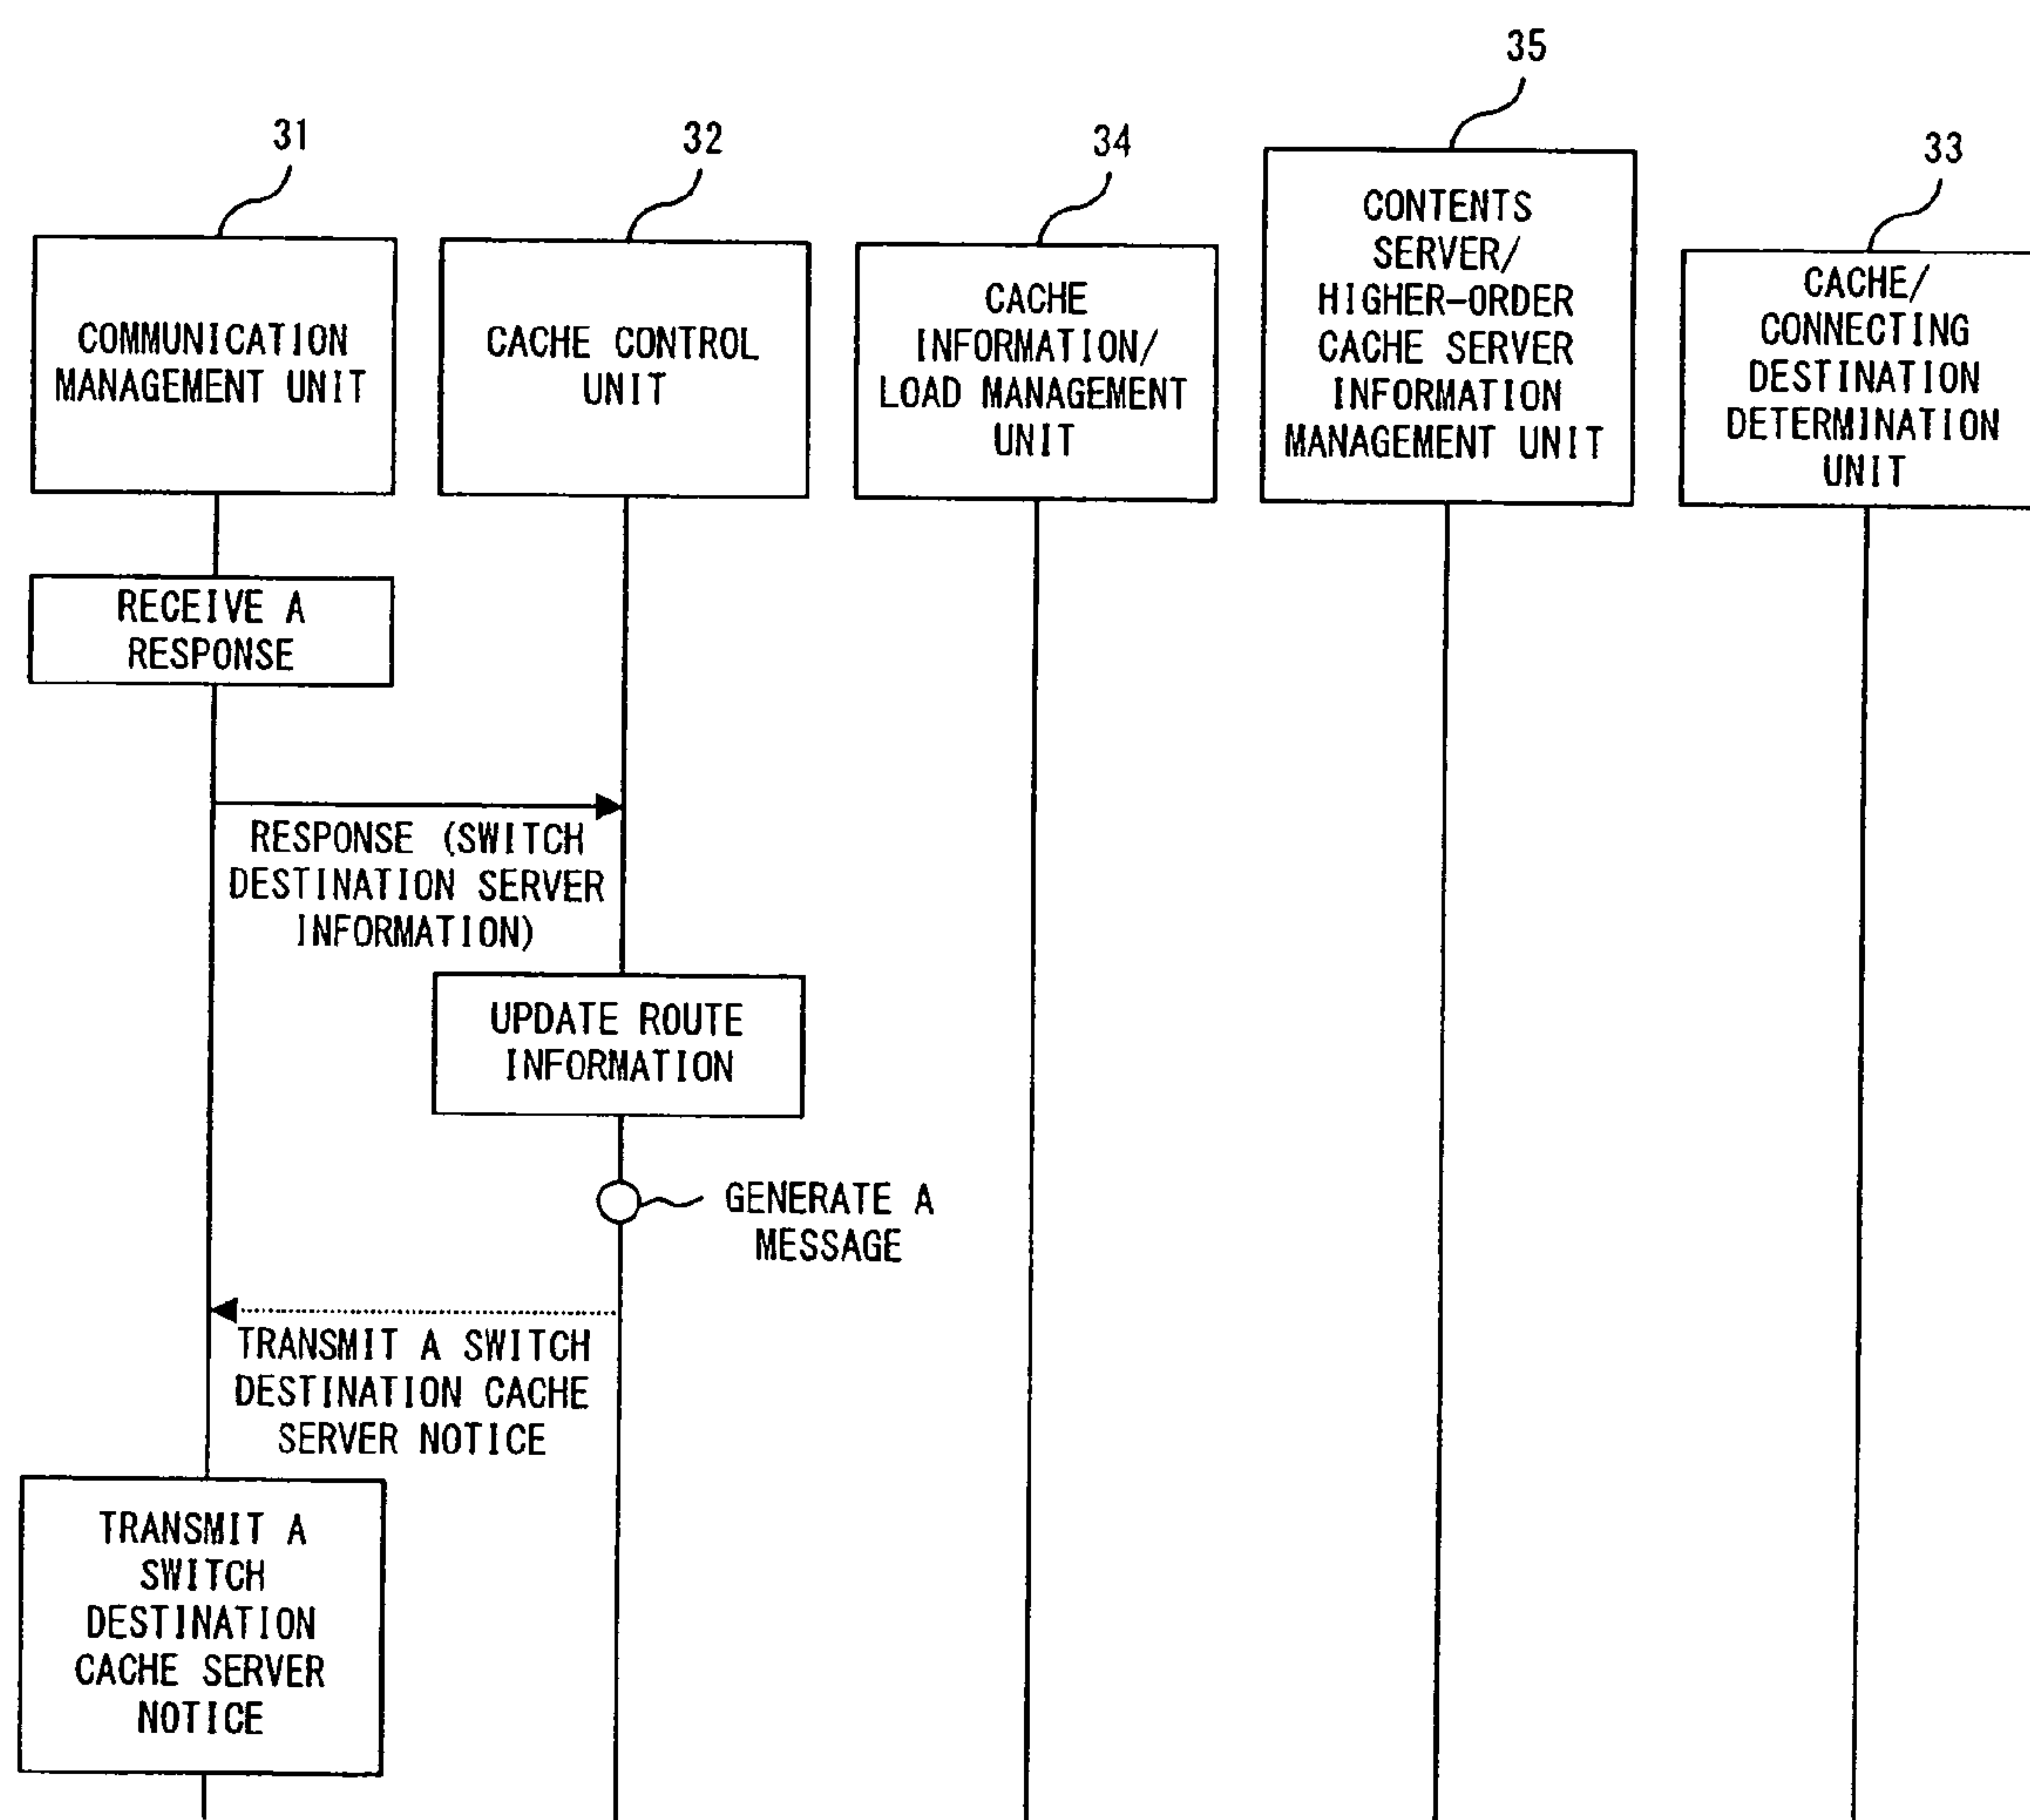 35
31
32
34
33
COMMUNICATION
MANAGEMENT UNIT
CACHE CONTROL
UNIT
CACHE
INFORMATION/
LOAD MANAGEMENT
UNIT
CONTENTS
SERVER/
HIGHER-ORDER
CACHE SERVER
INFORMATION
MANAGEMENT UNIT
CACHE/
CONNECTING
DESTINATION
DETERMINATION
UNIT
RECEIVE A
RESPONSE
RESPONSE (SWITCH
DESTINATION SERVER
INFORMATION)
UPDATE ROUTE
INFORMATION
GENERATE A
MESSAGE
TRANSMIT A SWITCH
DESTINATION CACHE
SERVER NOTICE
TRANSMIT A
SWITCH
DESTINATION
CACHE SERVER
NOTICE